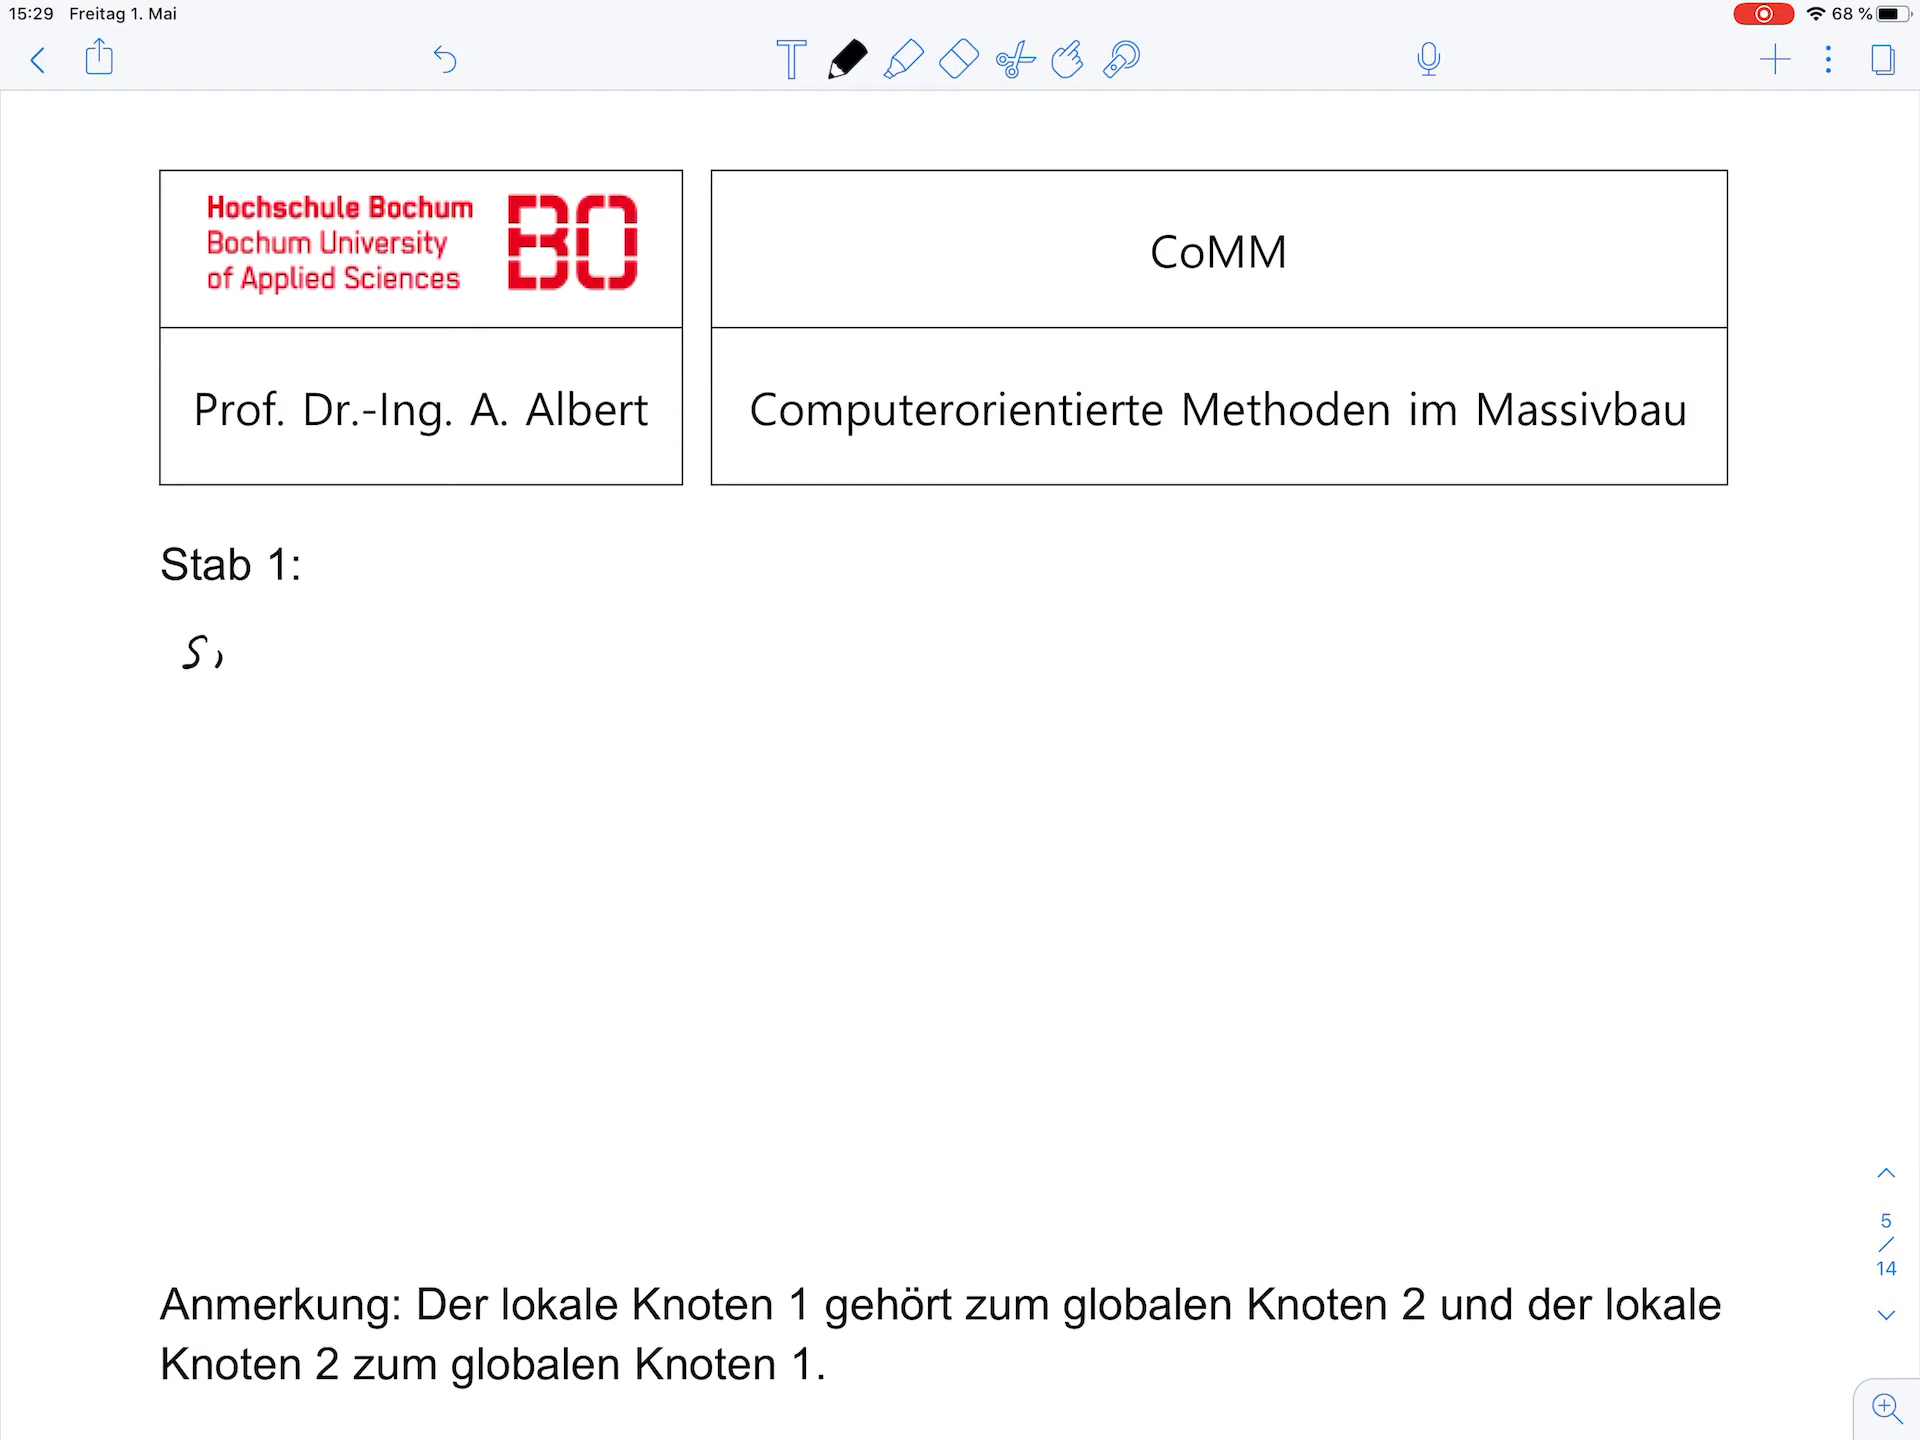 15:29 Freitag 1. Mai
68 %
Hochschule Bochum
Bochum University
of Applied Sciences
BO
CoMM
Prof. Dr.-Ing. A. Albert
Computerorientierte Methoden im Massivbau
Stab 1:
S
5
/
14
Anmerkung: Der lokale Knoten 1 gehört zum globalen Knoten 2 und der lokale
Knoten 2 zum globalen Knoten 1.